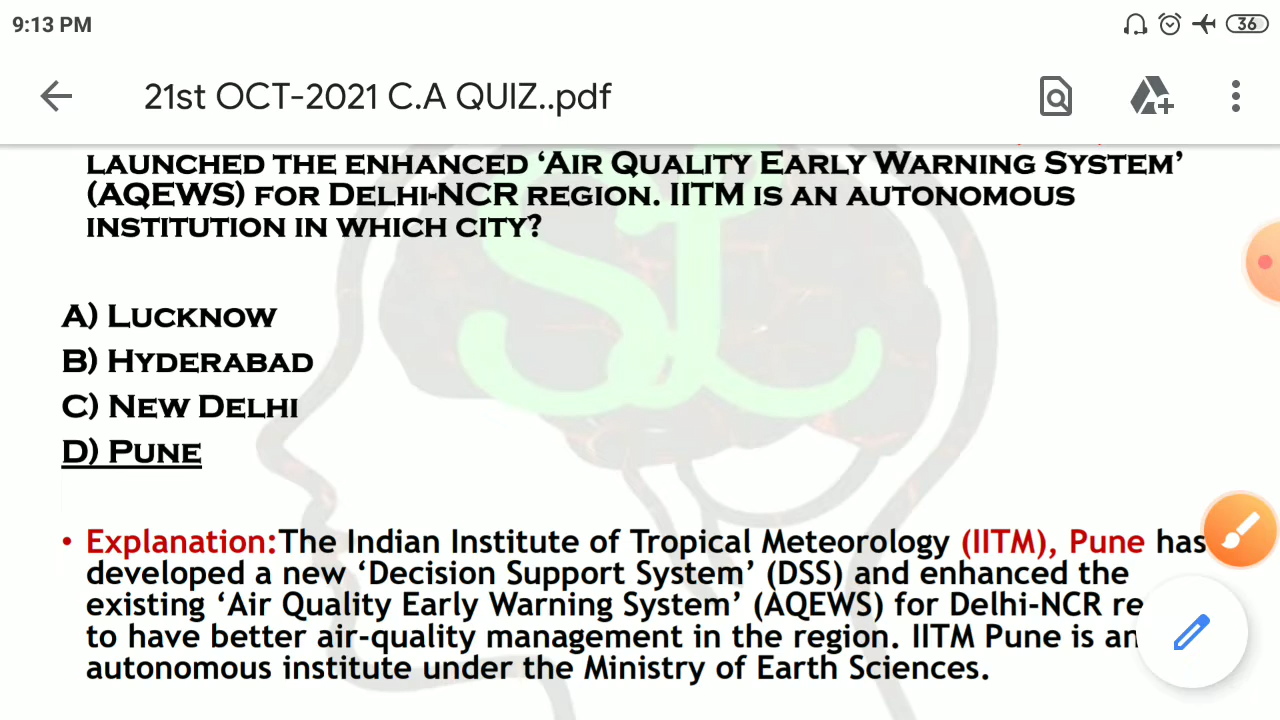 9:13 PM
36
21st OCT-2021 C.A QUIZ..pdf
LAUNCHED THE ENHANCED ‘AIR QUALITY EARLY WARNING SYSTEM’
(AQEWS) FOR DELHI-NCR REGION. IITM IS AN AUTONOMOUS
INSTITUTION IN WHICH CITY?
A) LUCKNOW
B) HYDERABAD
C) NEW DELHI
D) PUNE
• Explanation:The Indian Institute of Tropical Meteorology (IITM), Pune has
developed a new ‘Decision Support System’ (DSS) and enhanced the
existing ‘Air Quality Early Warning System’ (AQEWS) for Delhi-NCR re
to have better air-quality management in the region. IITM Pune is an
autonomous institute under the Ministry of Earth Sciences.